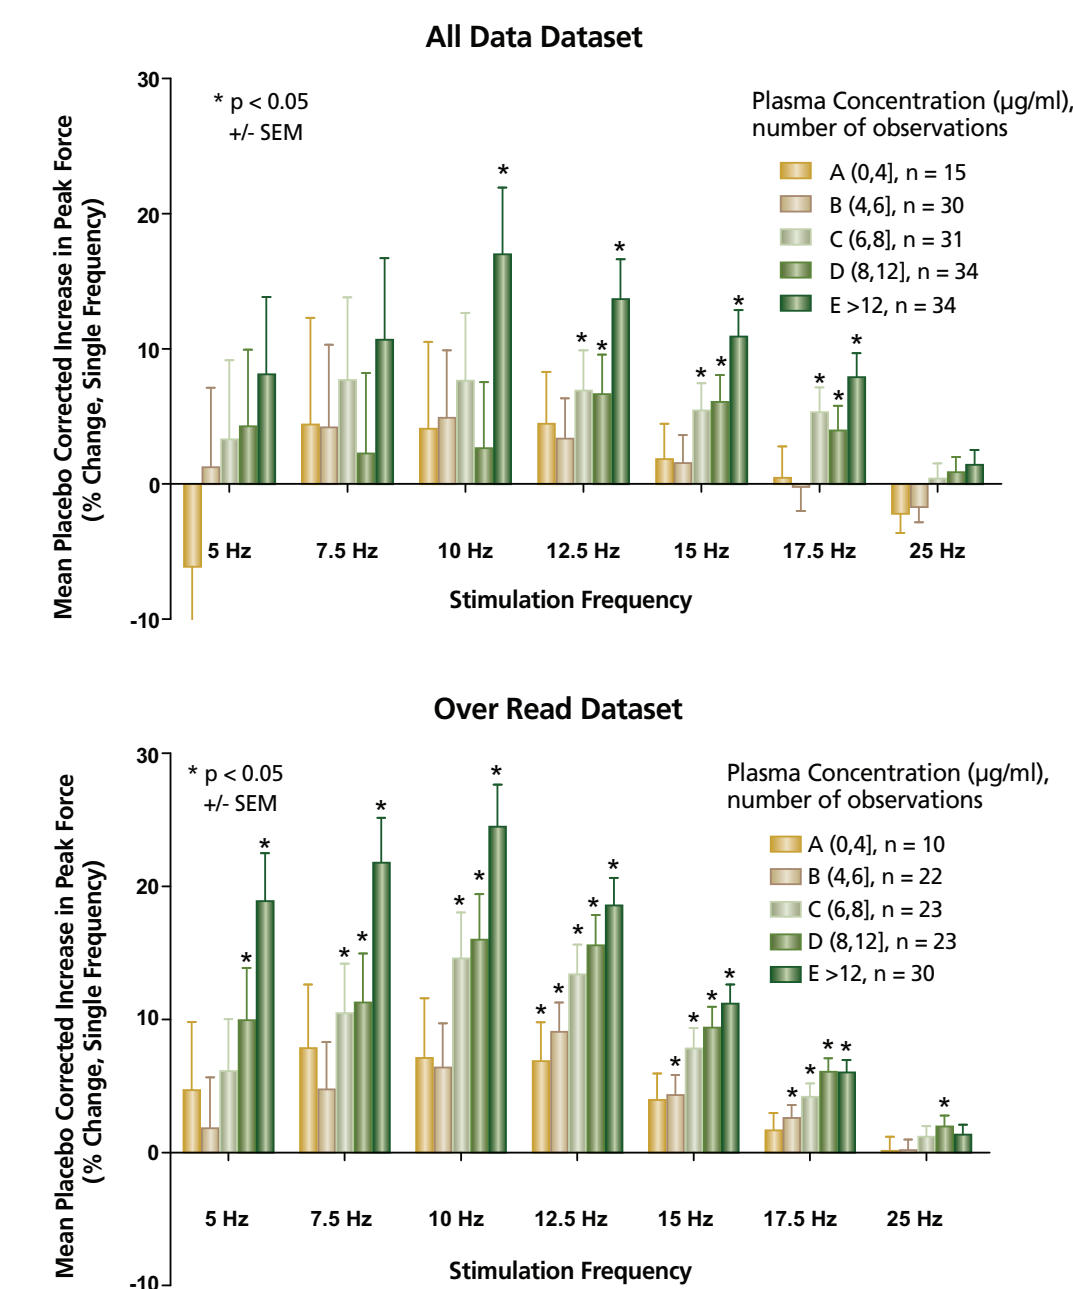 All Data Dataset
Mean Placebo Corrected Increase in Peak Force
(% Change, Single Frequency)
30
20
10
0
-10
* p < 0.05
+/- SEM
Plasma Concentration (µg/ml),
number of observations
A (0,4], n = 15
B (4,6], n = 30
C (6,8], n = 31
D (8,12], n = 34
E >12, n = 34
*
*
* *
*
* *
*
* *
*
5 Hz 7.5 Hz 10 Hz 12.5 Hz 15 Hz 17.5 Hz 25 Hz
Stimulation Frequency
Over Read Dataset
Mean Placebo Corrected Increase in Peak Force
(% Change, Single Frequency)
30
20
10
0
-10
* p < 0.05
+/- SEM
Plasma Concentration (µg/ml),
number of observations
A (0,4], n = 10
B (4,6], n = 22
C (6,8], n = 23
D (8,12], n = 23
E >12, n = 30
* *
* * *
* * *
* * * * *
* * * *
* * * *
*
5 Hz 7.5 Hz 10 Hz 12.5 Hz 15 Hz 17.5 Hz 25 Hz
Stimulation Frequency